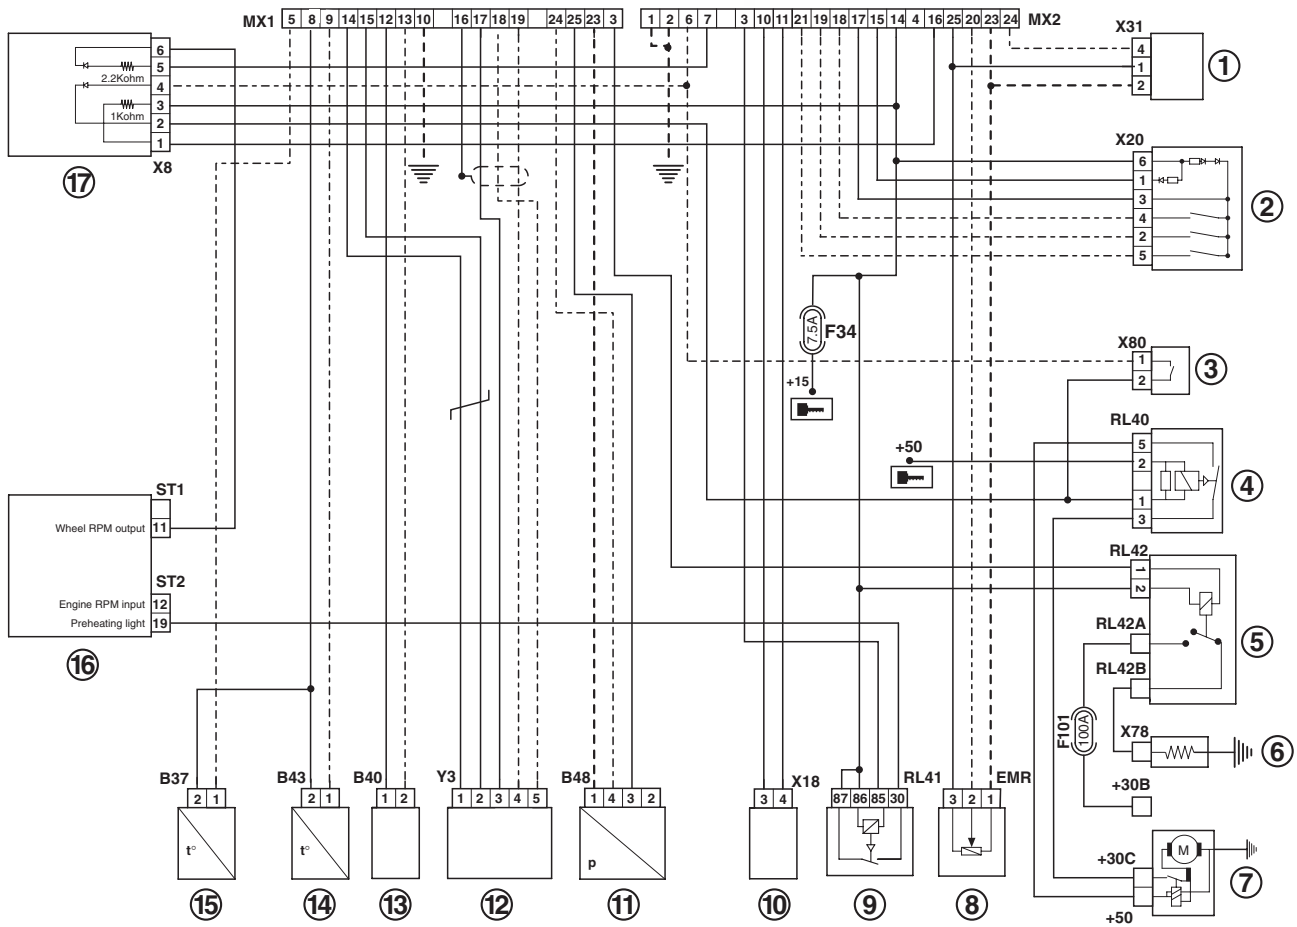 MX1 5 8 9 14 15 12 13 10 16 17 18 19 24 25 23 3
1 2 6 7 3 10 11 21 19 18 17 15 14 4 16 25 20 23 24 MX2
6
5
4
3
2
1
2.2Kohm
1Kohm
X8
17
X31
4
1
2
1
X20
6
1
3
4
2
5
2
7.5A F34
+15
X80
1
2
3
+50
RL40
5
2
1
3
4
ST1
Wheel RPM output 11
ST2
Engine RPM input 12
Preheating light 19
16
RL42
1
2
RL42A
RL42B
5
F101 100A
X78
6
+30B
+30C
+50
M
7
B37 2 1
t°
15
B43 2 1
t°
14
B40 1 2
13
Y3 1 2 3 4 5
12
B48 1 4 3 2
p
11
3 4 X18
10
87 86 85 30 RL41
9
3 2 1 EMR
8